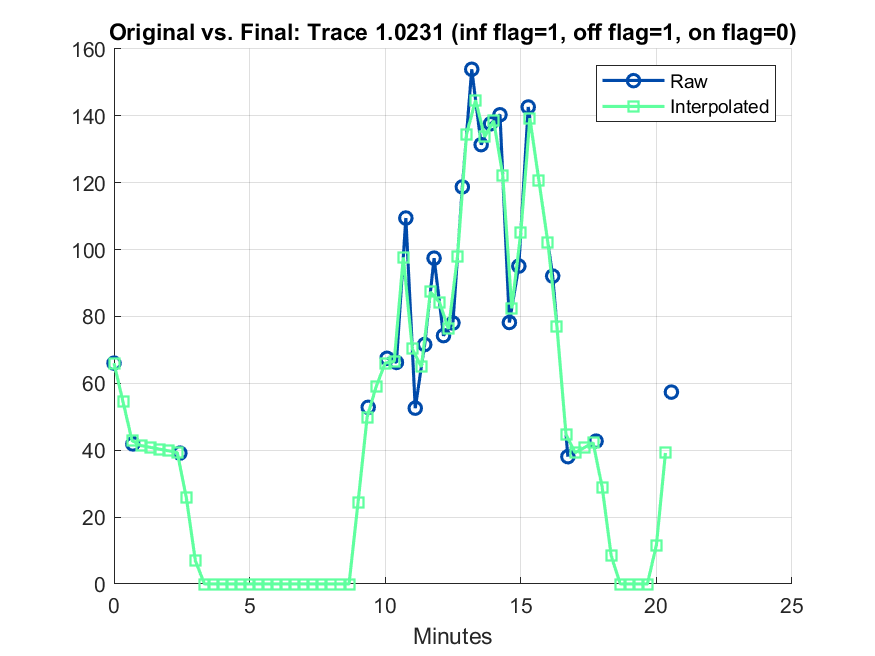 Original vs. Final: Trace 1.0231 (inf flag=1, off flag=1, on flag=0)
160
140
120
100
80
60
40
20
0
Raw
Interpolated
0 5 10 15 20 25
Minutes